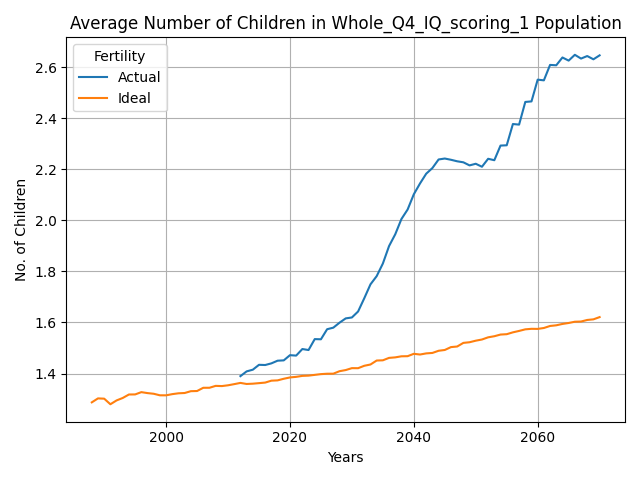 Average Number of Children in Whole_Q4_IQ_scoring_1 Population
Fertility
Actual
Ideal
No. of Children
2.6
2.4
2.2
2.0
1.8
1.6
1.4
2000
2020
2040
2060
Years